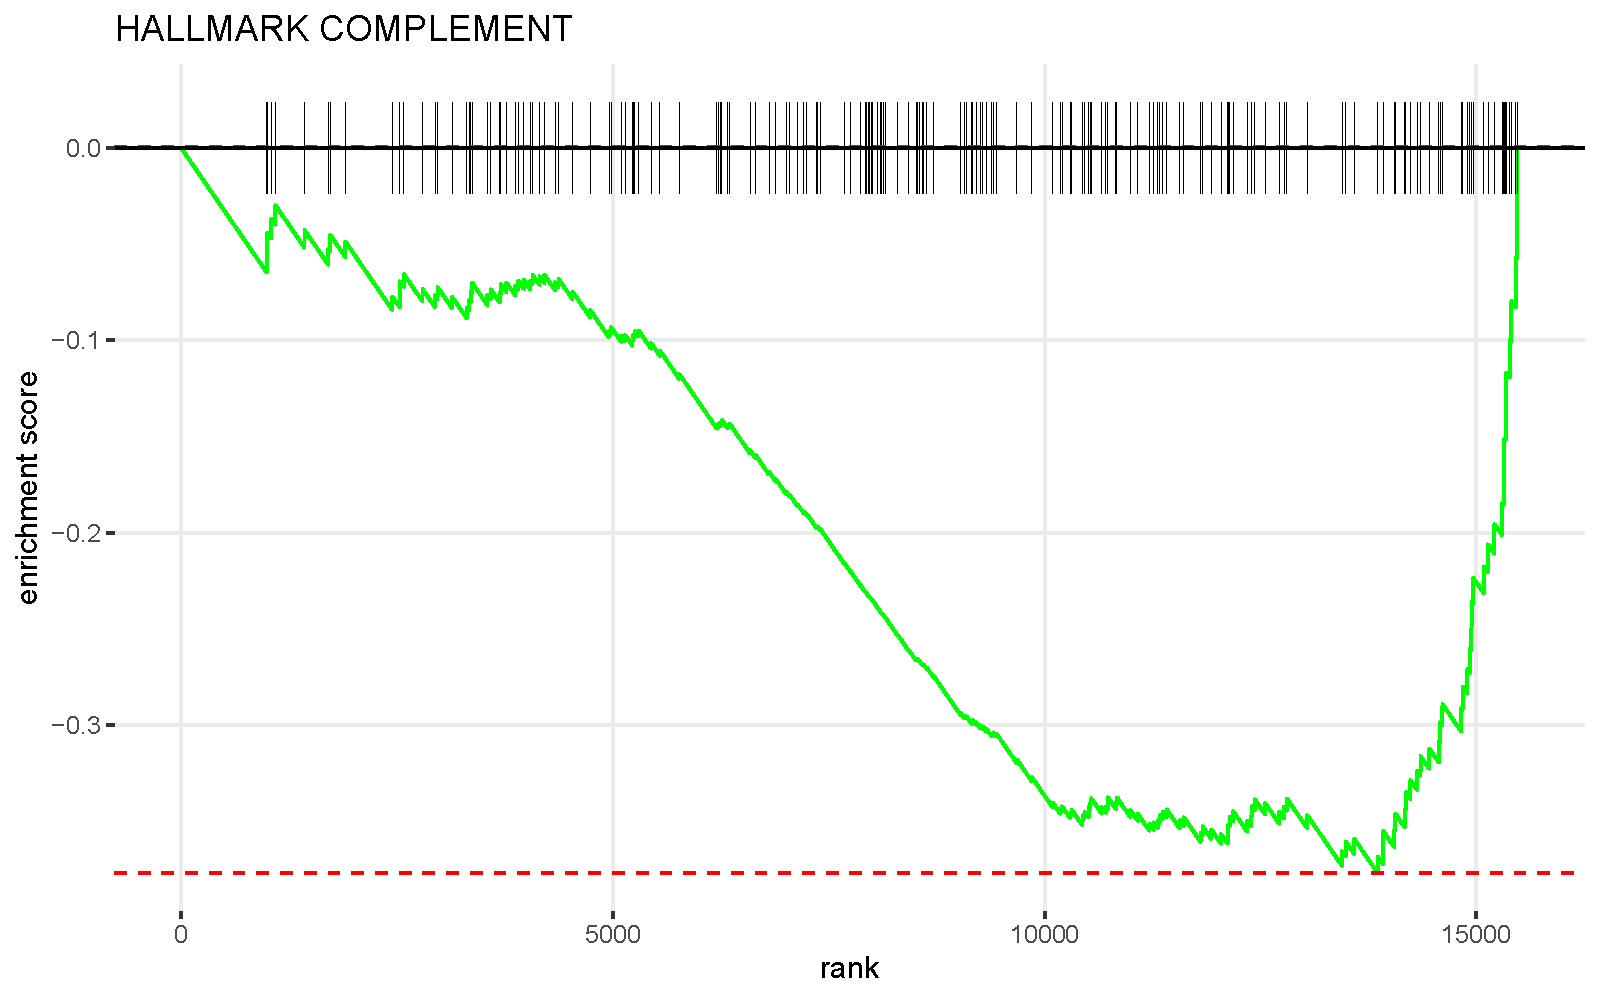 HALLMARK COMPLEMENT
0.0
−0.1
−0.2
−0.3
enrichment score
0 5000 10000 15000
rank